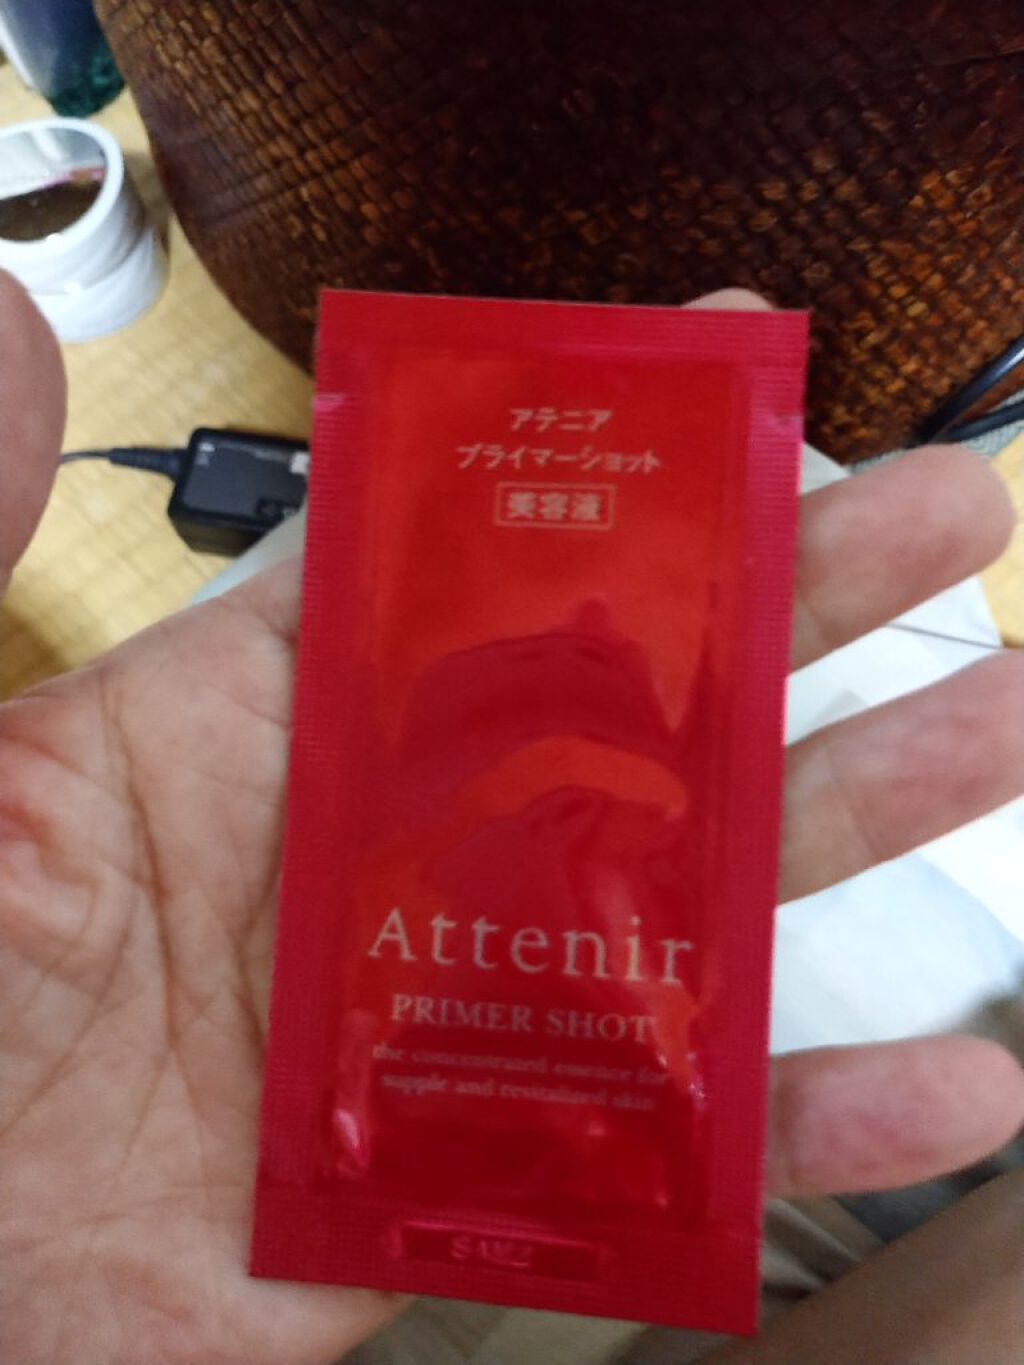 アテニア
プライマーショット
美容液
Attenir
PRIMER SHOT
the concentrated essence for
supple and revitalized skin